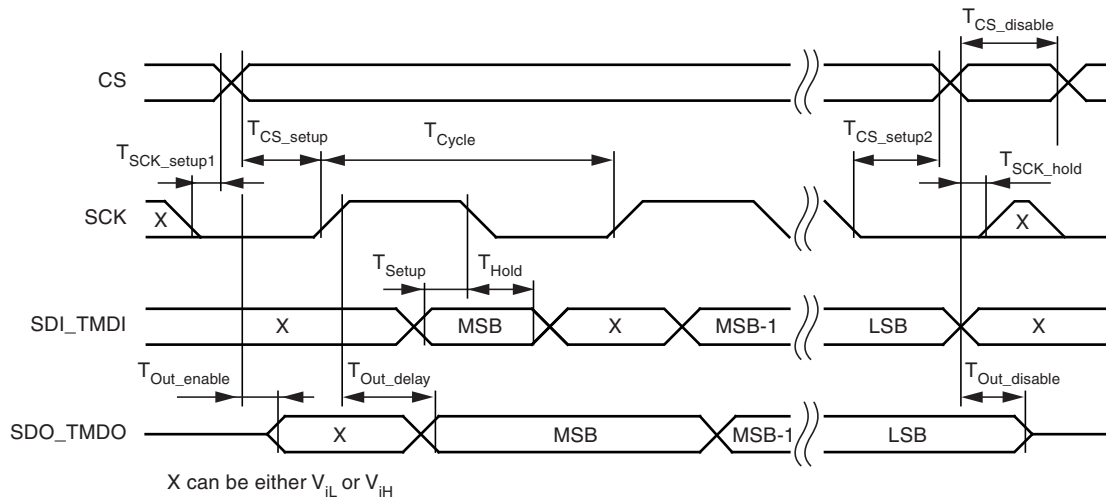 T_CS_disable
CS
T_CS_setup
T_Cycle
T_CS_setup2
T_SCK_setup1
T_SCK_hold
SCK
X
X
T_Setup
T_Hold
SDI_TMDI
X
MSB
X
MSB-1
LSB
X
T_Out_enable
T_Out_delay
T_Out_disable
SDO_TMDO
X
MSB
MSB-1
LSB
X can be either V_iL or V_iH